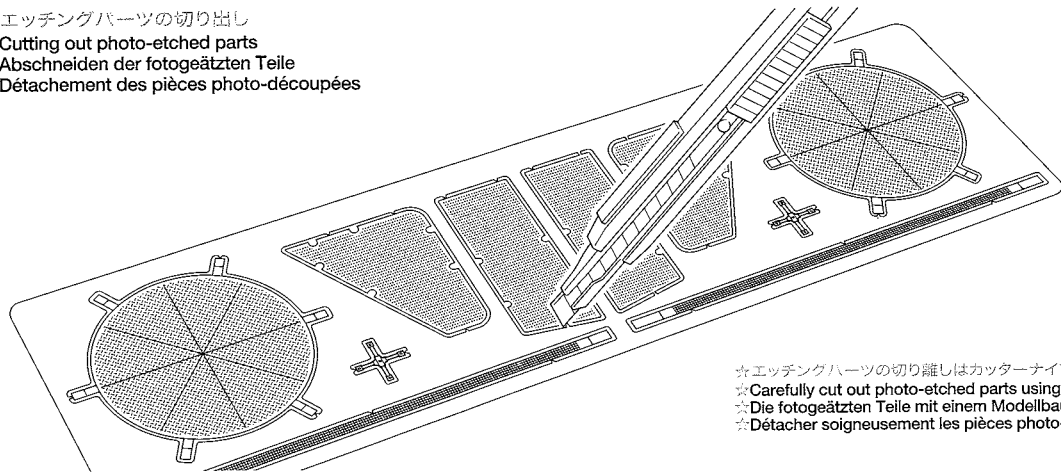 エッチングパーツの切り出し
Cutting out photo-etched parts
Abschneiden der fotogeätzten Teile
Détachement des pièces photo-découpées
☆エッチングパーツの切り離しはカッターナイ
☆Carefully cut out photo-etched parts using
☆Die fotogeätzten Teile mit einem Modellba
☆Détacher soigneusement les pièces photo-